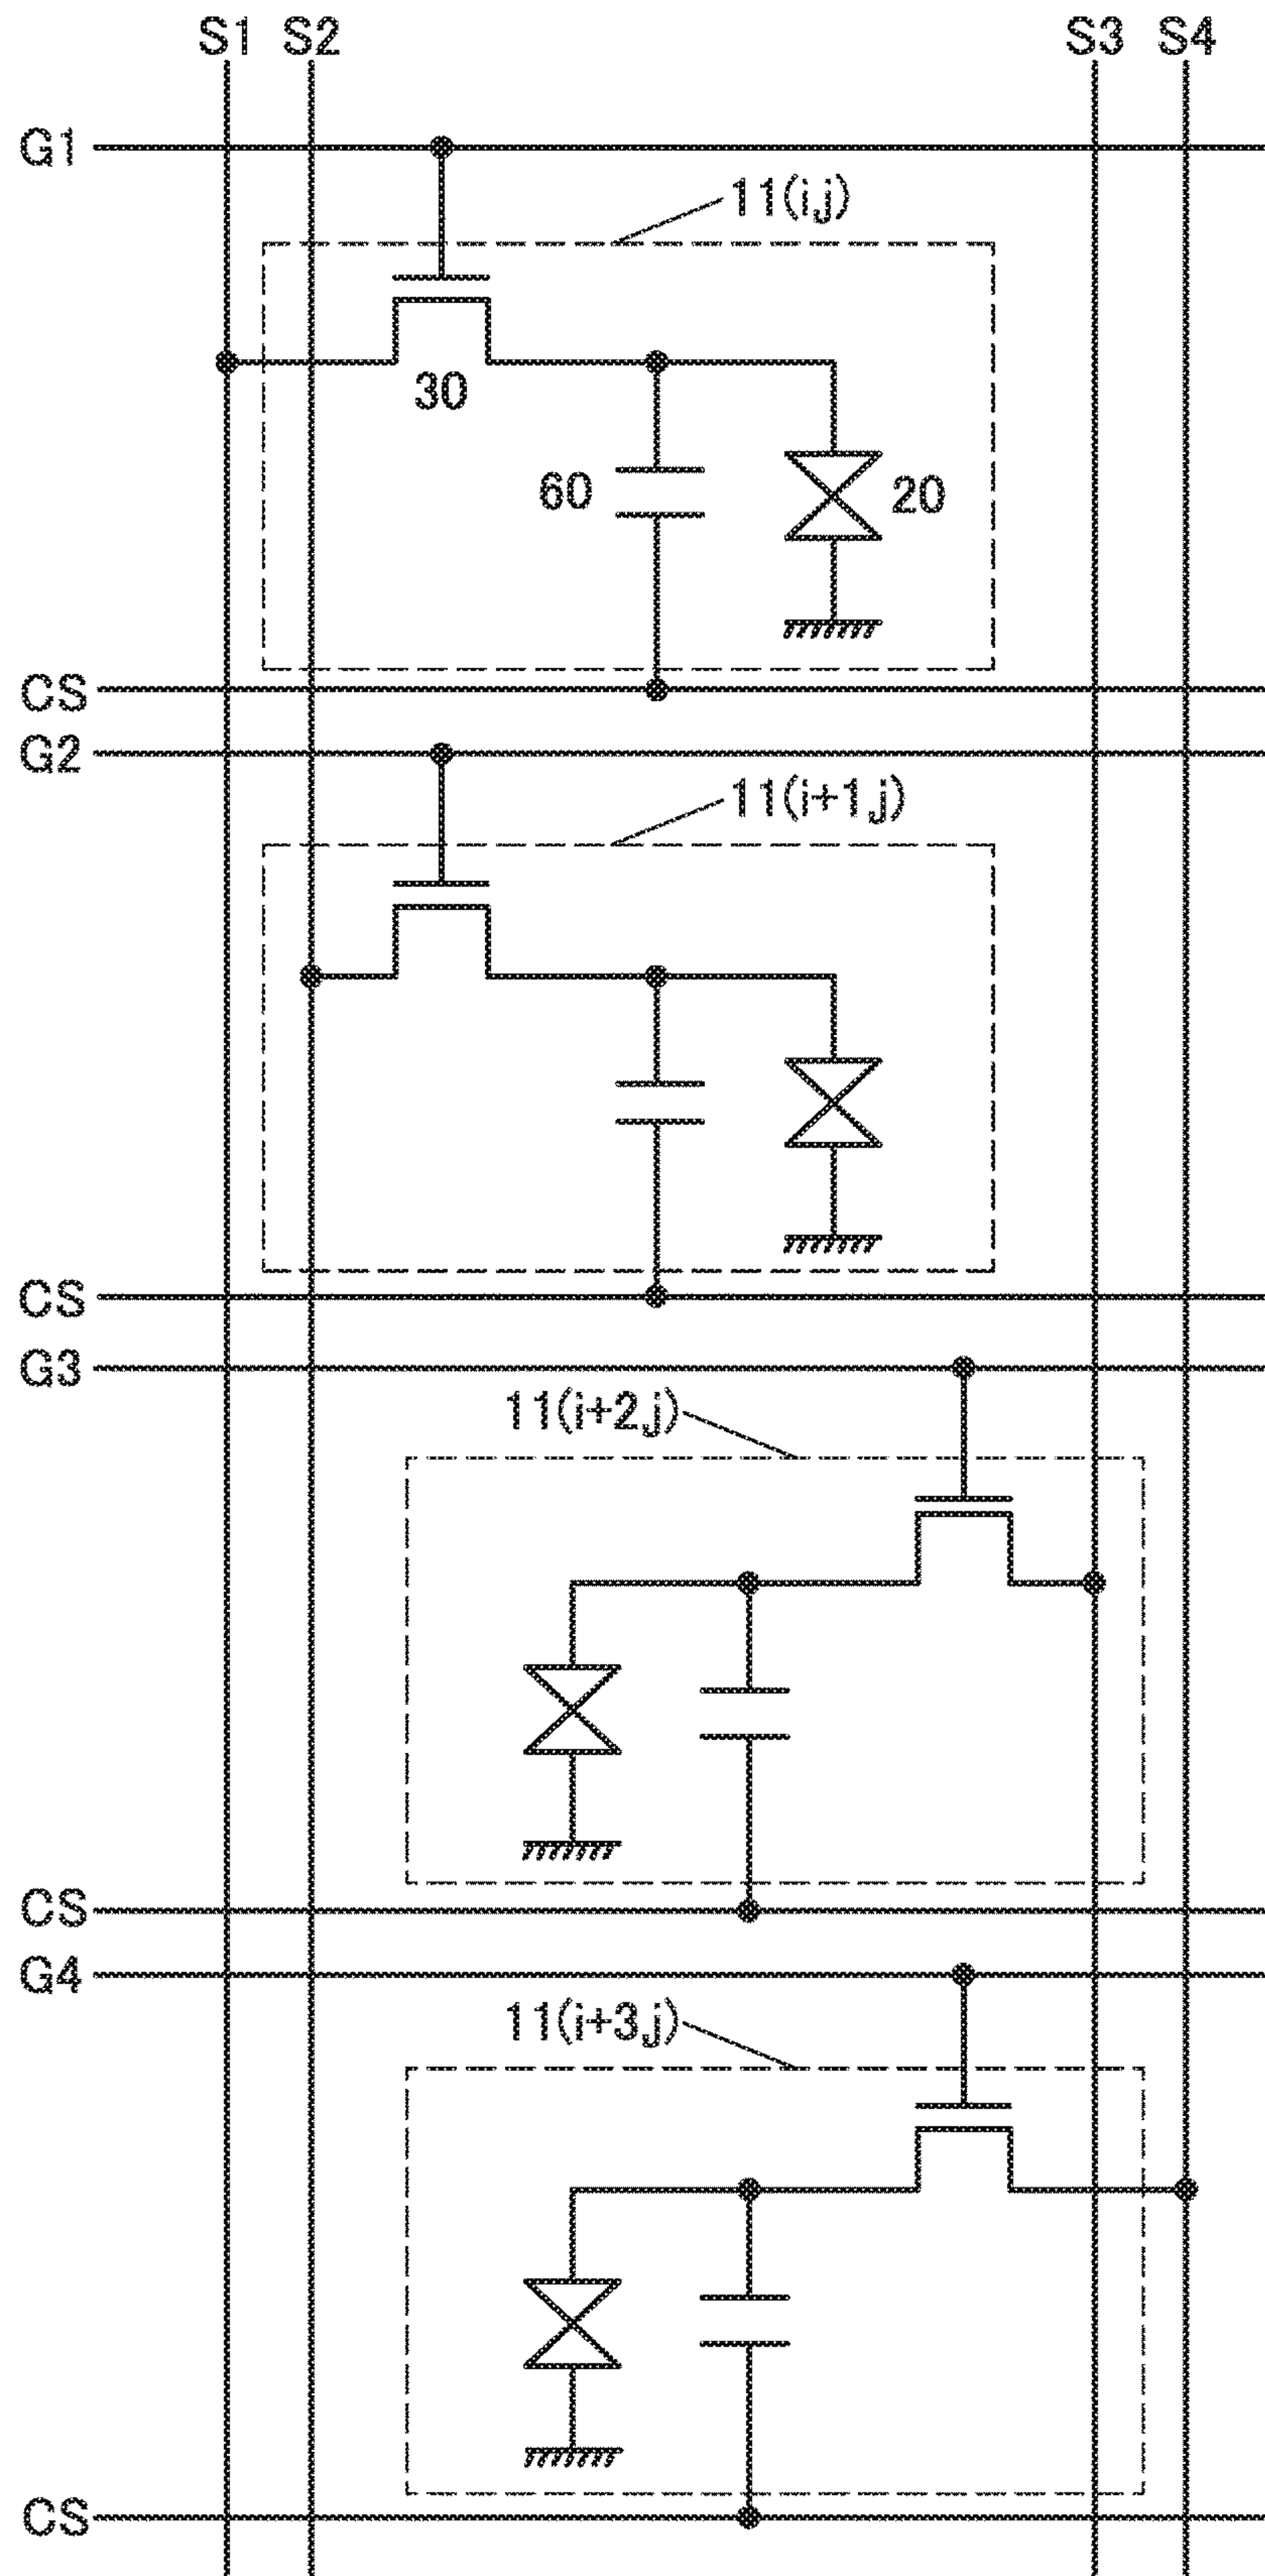 S1 S2 S3 S4
G1
11(i,j)
30
60 20
CS
G2
11(i+1,j)
CS
G3
11(i+2,j)
CS
G4
11(i+3,j)
CS